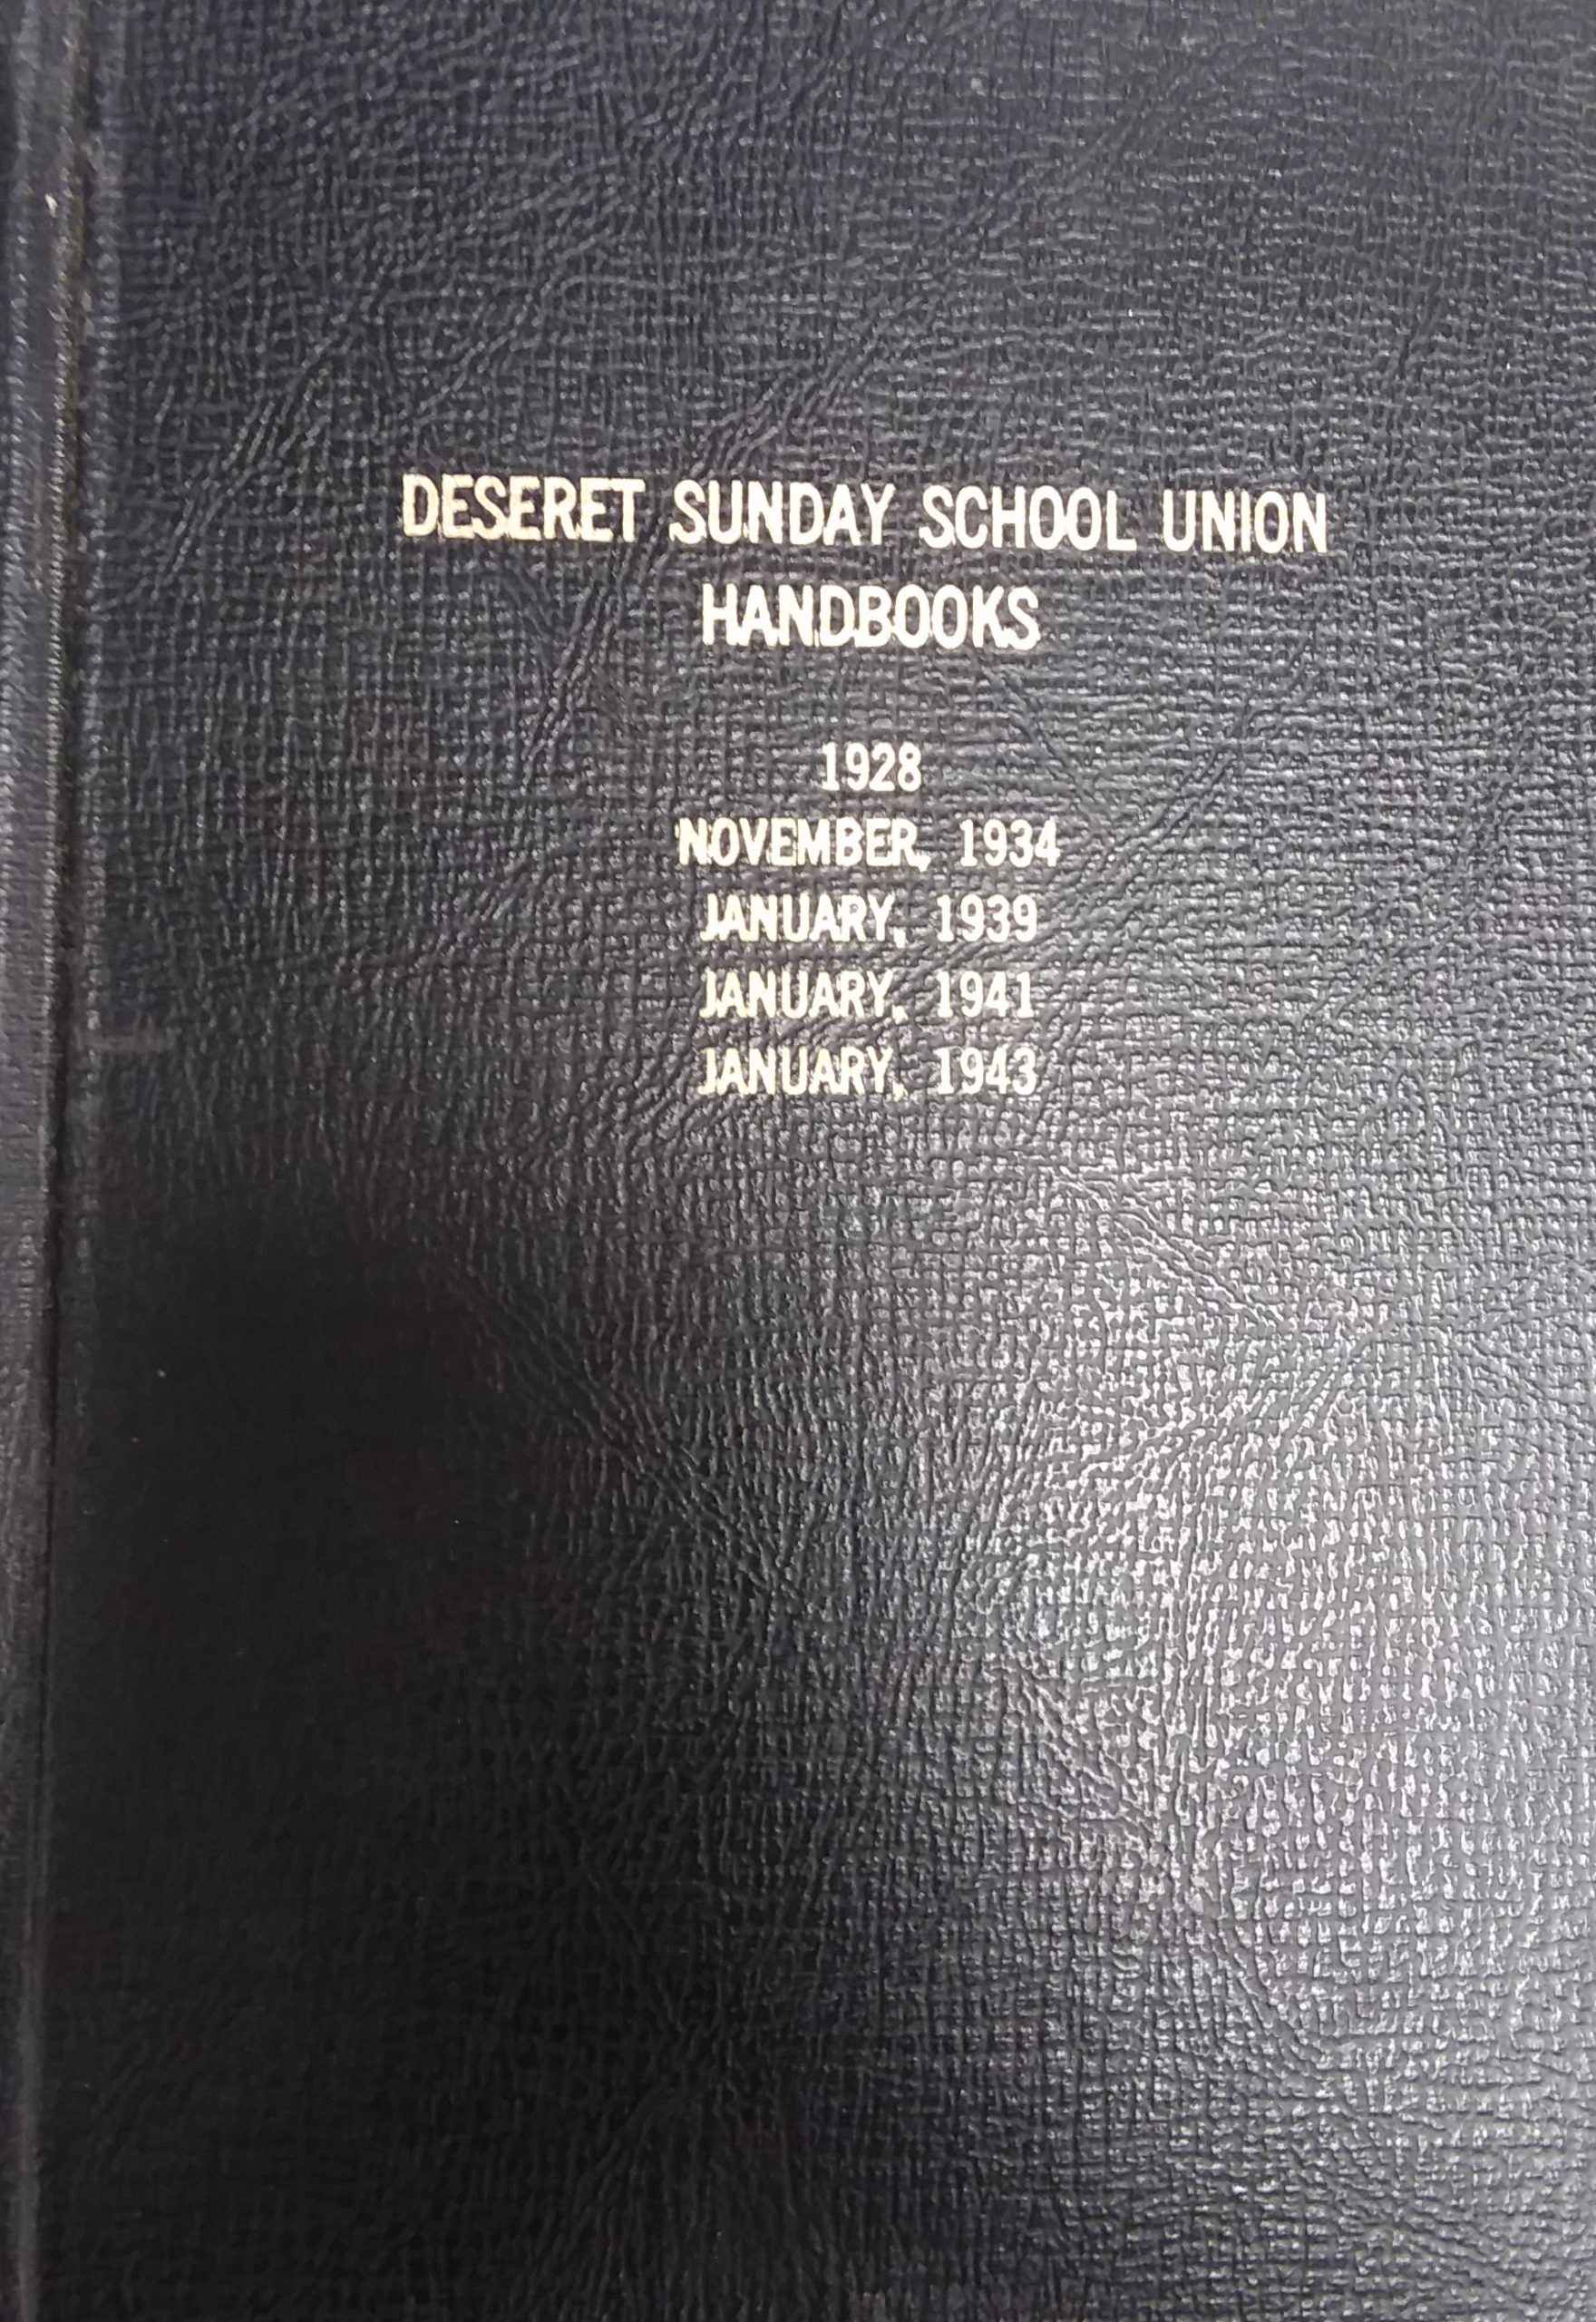 DESERET SUNDAY SCHOOL UNION
HANDBOOKS
1928
NOVEMBER, 1934
JANUARY, 1939
JANUARY, 1941
JANUARY, 1943